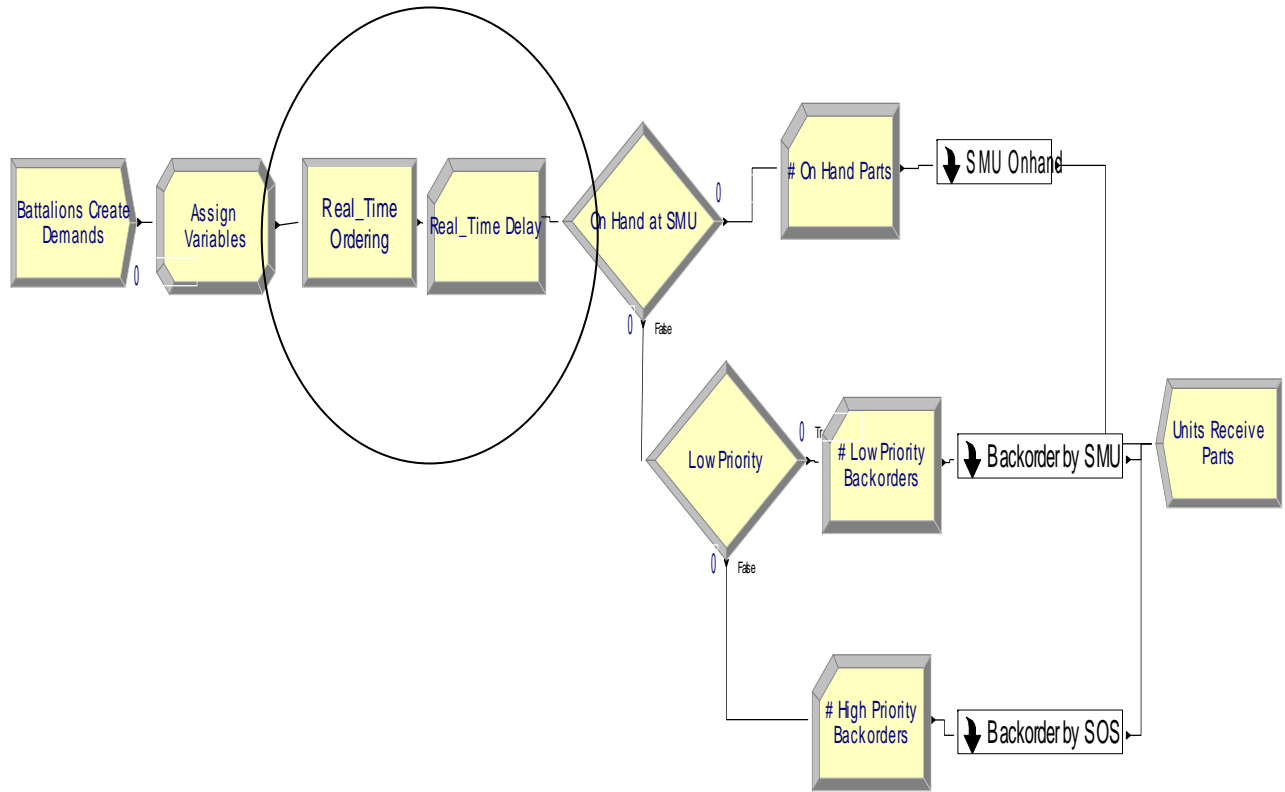 Battalions Create
Demands
0
Assign
Variables
Real_Time
Ordering
Real_Time Delay
On Hand at SMU
0
0
False
# On Hand Parts
SMU Onhand
Low Priority
0
Tr
0
False
# Low Priority
Backorders
Backorder by SMU
Units Receive
Parts
# High Priority
Backorders
Backorder by SOS